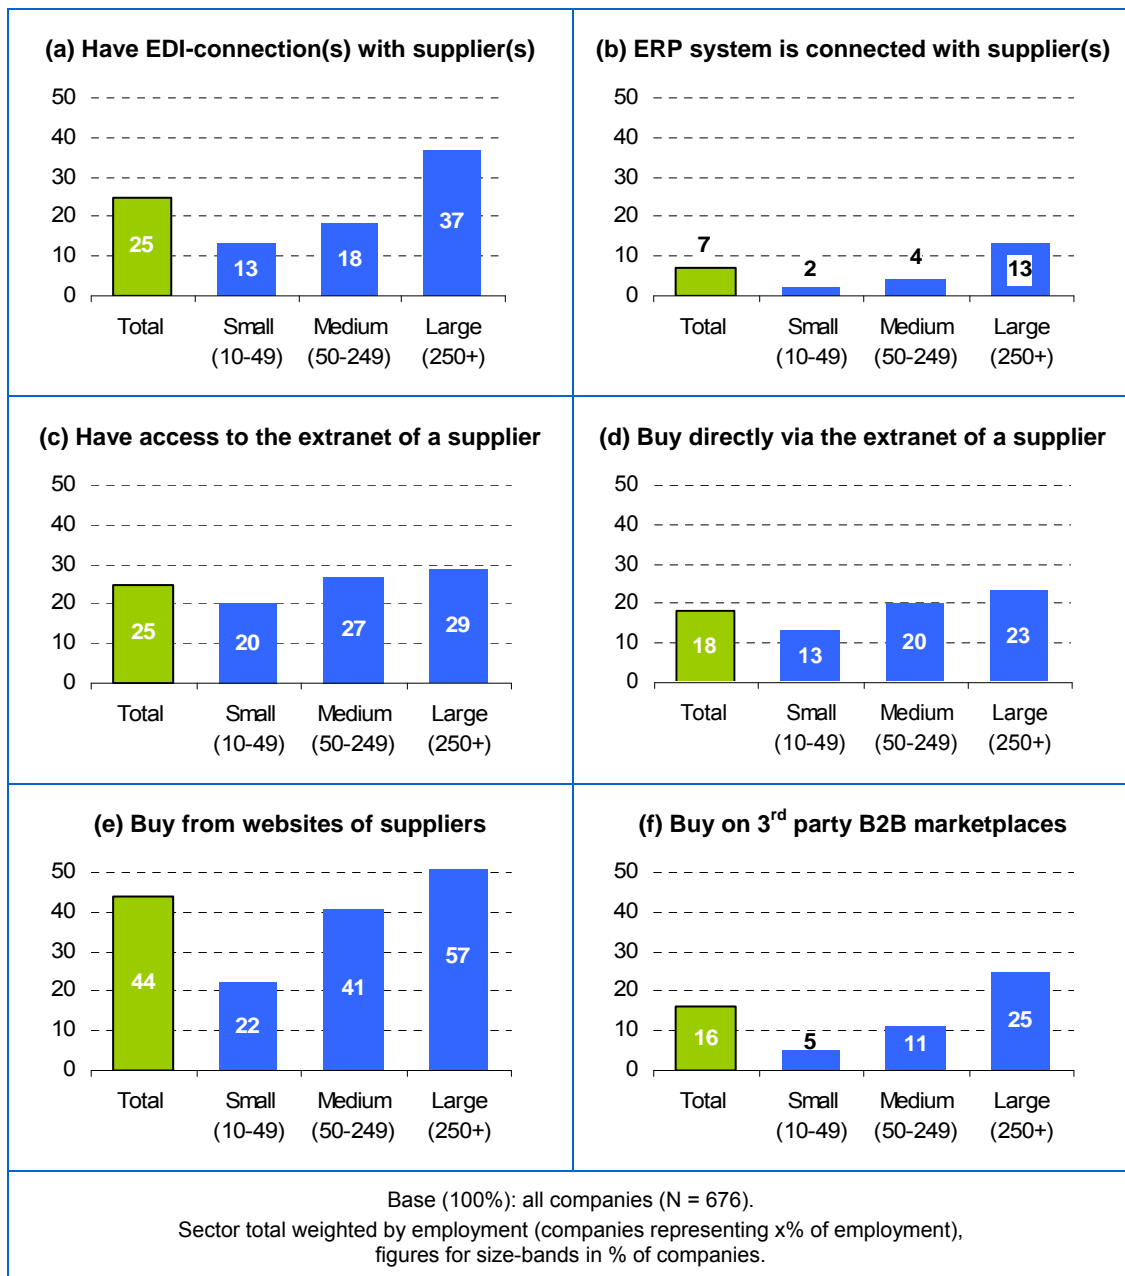 (a) Have EDI-connection(s) with supplier(s)
50
40
30
20
10
0
25
13
18
37
Total
Small
(10-49)
Medium
(50-249)
Large
(250+)
(b) ERP system is connected with supplier(s)
50
40
30
20
10
0
7
2
4
13
Total
Small
(10-49)
Medium
(50-249)
Large
(250+)
(c) Have access to the extranet of a supplier
50
40
30
20
10
0
25
20
27
29
Total
Small
(10-49)
Medium
(50-249)
Large
(250+)
(d) Buy directly via the extranet of a supplier
50
40
30
20
10
0
18
13
20
23
Total
Small
(10-49)
Medium
(50-249)
Large
(250+)
(e) Buy from websites of suppliers
50
40
30
20
10
0
44
22
41
57
Total
Small
(10-49)
Medium
(50-249)
Large
(250+)
(f) Buy on 3rd party B2B marketplaces
50
40
30
20
10
0
16
5
11
25
Total
Small
(10-49)
Medium
(50-249)
Large
(250+)
Base (100%): all companies (N = 676).
Sector total weighted by employment (companies representing x% of employment),
figures for size-bands in % of companies.